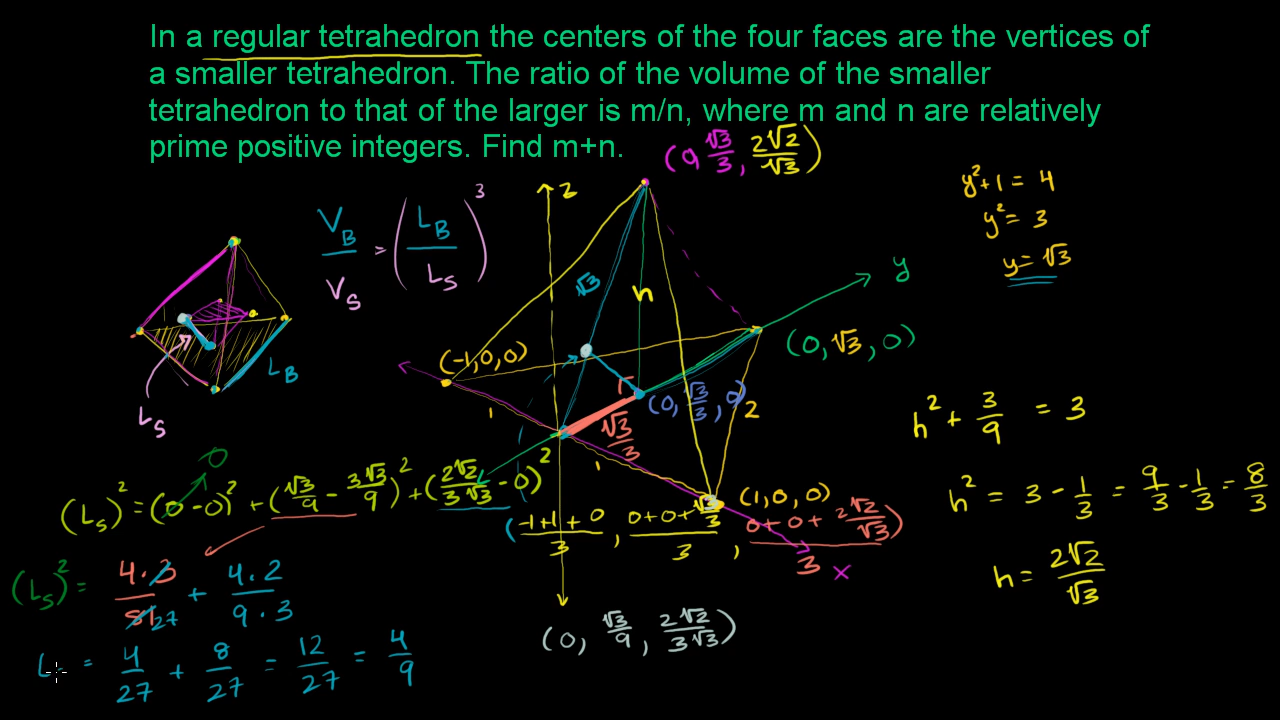 In a regular tetrahedron the centers of the four faces are the vertices of
a smaller tetrahedron. The ratio of the volume of the smaller
tetrahedron to that of the larger is m/n, where m and n are relatively
prime positive integers. Find m+n.
(0, √3/3, 2√2/√3)
y²+1 = 4
y² = 3
y = √3
V_B/V_S = (L_B/L_S)³
z
y
√3
h
(0, √3, 0)
(-1,0,0)
L_B
L_S
(0, √3/3, 0)
2
1
√3/3
1
h² + 3/9 = 3
0
(L_S)² = (0-0)² + (√3/9 - 3√3/9)² + (2√2/3√3 - 0)²
(1,0,0)
h² = 3 - 1/3 = 9/3 - 1/3 = 8/3
(-1+1+0/3, 0+0+√3/3/3, 0+0+2√2/√3/3)
x
(L_S)² = 4·3/81 27 + 4·2/9·3
h = 2√2/√3
(0, √3/9, 2√2/3√3)
L = 4/27 + 8/27 = 12/27 = 4/9